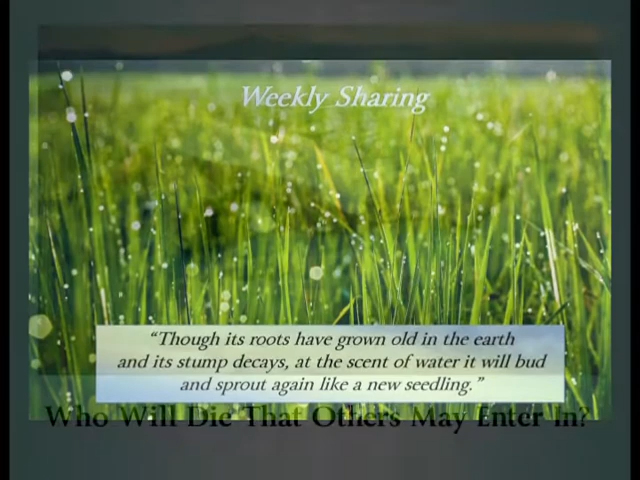 Weekly Sharing
“Though its roots have grown old in the earth
and its stump decays, at the scent of water it will bud
and sprout again like a new seedling.”
Who Will Die That Others May Enter In?